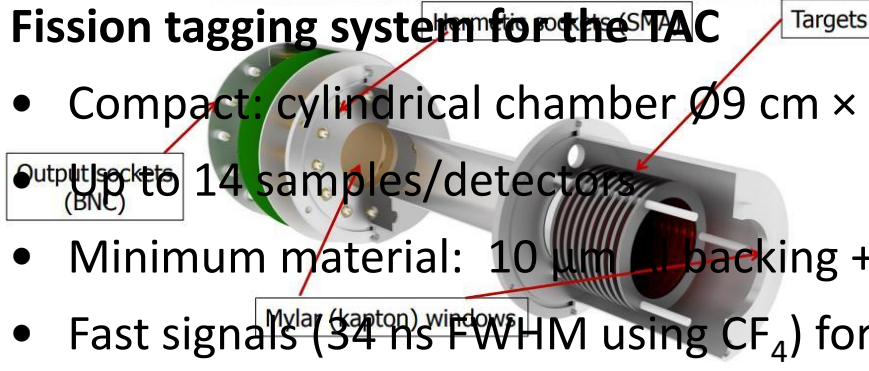 Fission tagging system for the TAC
Hermetic sockets (SMA)
Targets
• Compact: cylindrical chamber Ø9 cm ×
Output sockets
(BNC)
• Up to 14 samples/detectors
• Minimum material: 10 µm Al backing +
Mylar (kapton) windows
• Fast signals (34 ns FWHM using CF₄) for